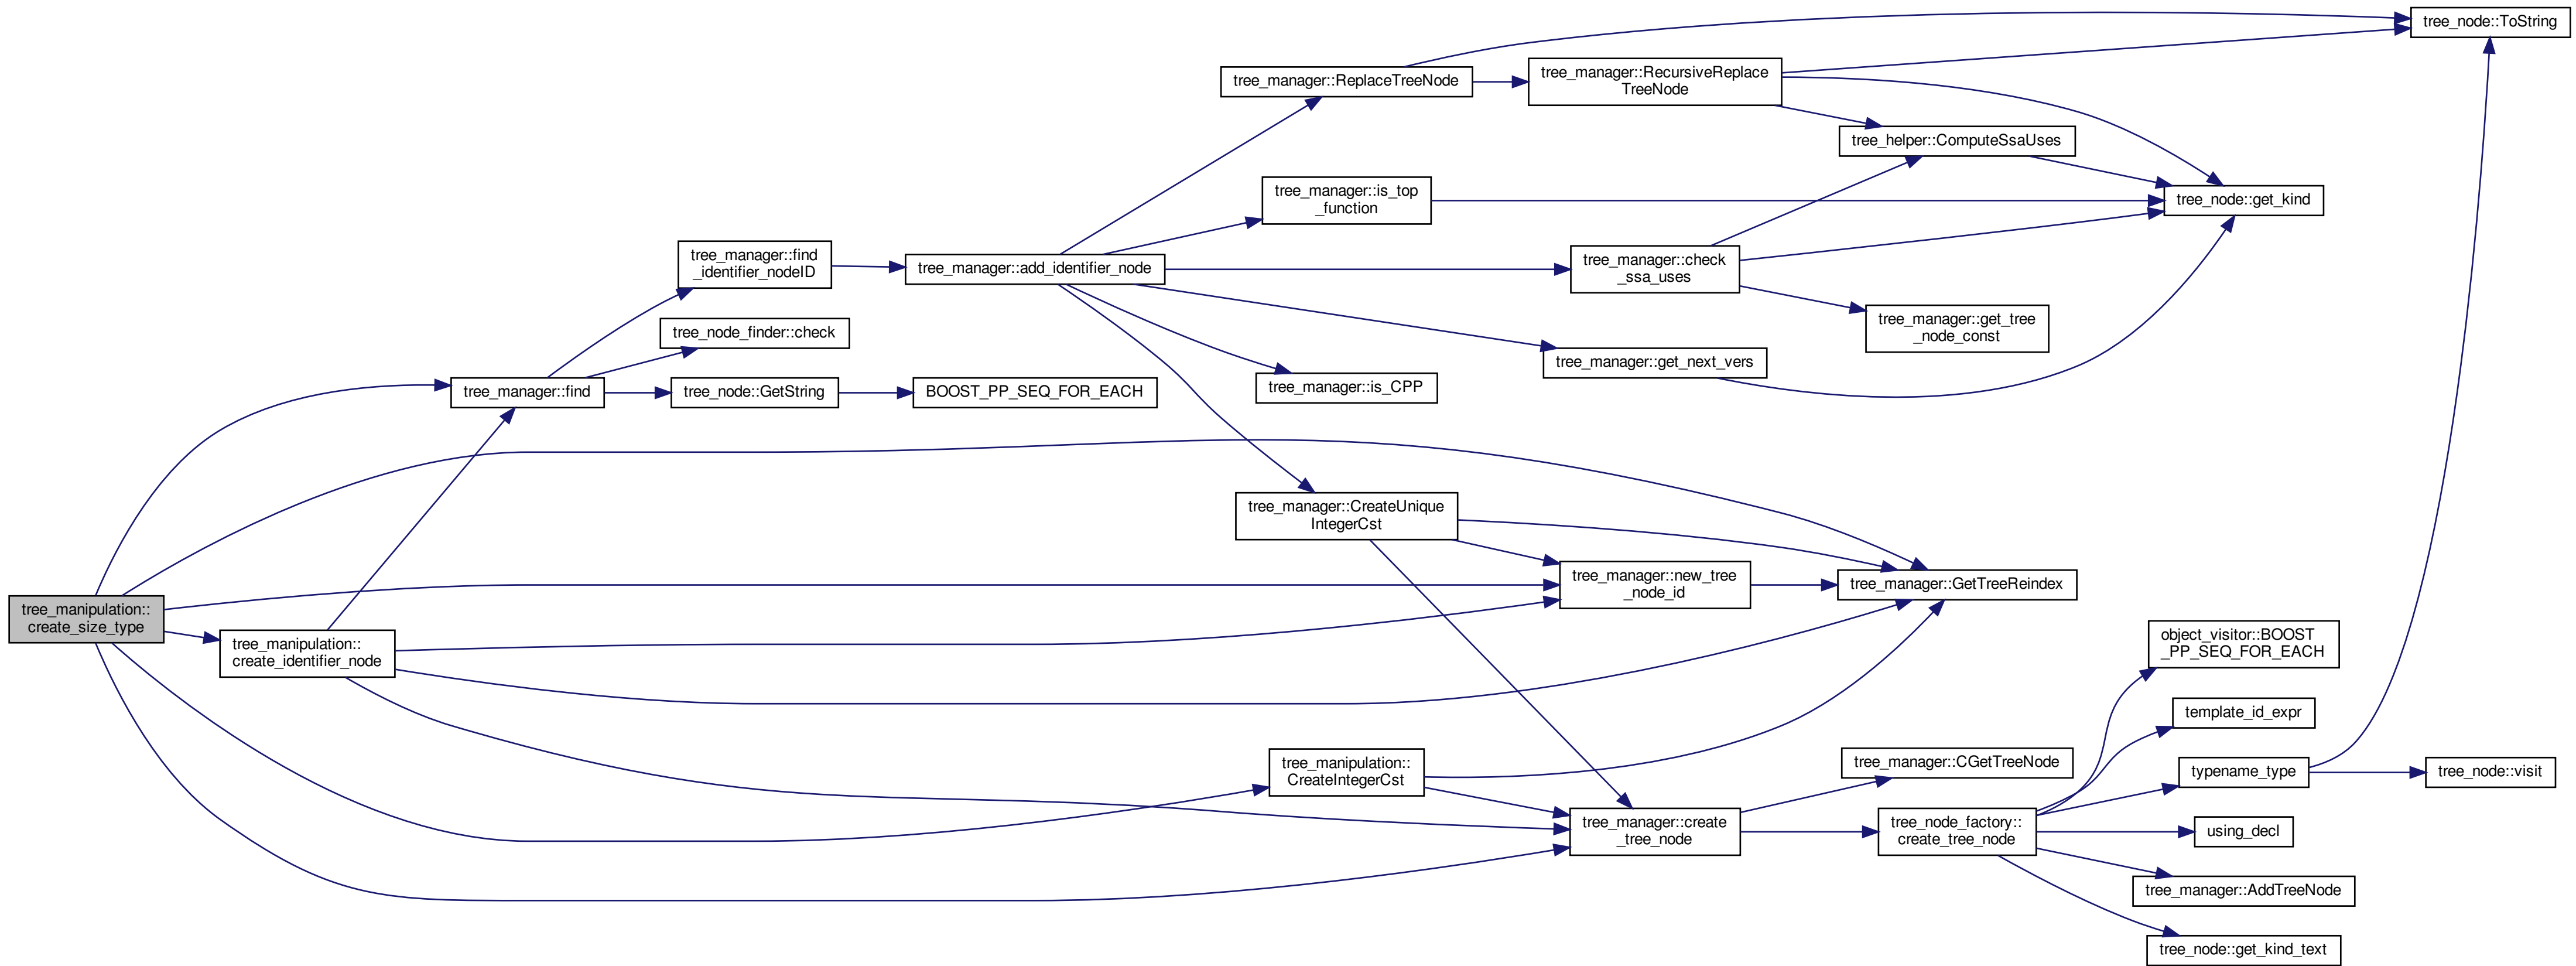 tree_node::ToString
tree_manager::ReplaceTreeNode
tree_manager::RecursiveReplace
TreeNode
tree_helper::ComputeSsaUses
tree_manager::is_top
_function
tree_node::get_kind
tree_manager::find
_identifier_nodeID
tree_manager::add_identifier_node
tree_manager::check
_ssa_uses
tree_manager::get_tree
_node_const
tree_node_finder::check
tree_manager::get_next_vers
tree_manager::find
tree_node::GetString
BOOST_PP_SEQ_FOR_EACH
tree_manager::is_CPP
tree_manager::CreateUnique
IntegerCst
tree_manager::new_tree
_node_id
tree_manager::GetTreeReindex
tree_manipulation::
create_size_type
tree_manipulation::
create_identifier_node
object_visitor::BOOST
_PP_SEQ_FOR_EACH
template_id_expr
tree_manipulation::
CreateIntegerCst
tree_manager::CGetTreeNode
typename_type
tree_node::visit
tree_manager::create
_tree_node
tree_node_factory::
create_tree_node
using_decl
tree_manager::AddTreeNode
tree_node::get_kind_text